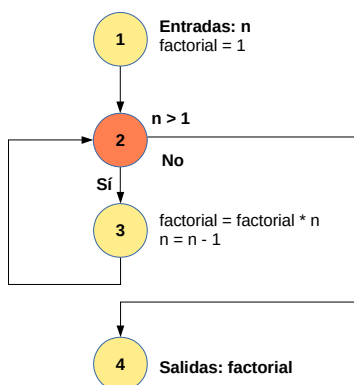 1
Entradas: n
factorial = 1
n > 1
2
No
Sí
3
factorial = factorial * n
n = n - 1
4
Salidas: factorial